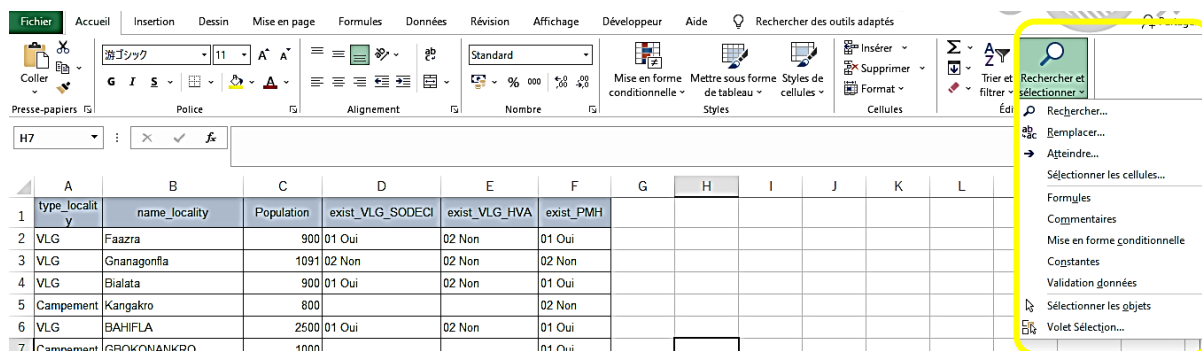 Fichier Accueil Insertion Dessin Mise en page Formules Données Révision Affichage Développeur Aide Rechercher des outils adaptés
游ゴシック 11 A A ab Standard Insérer
Coller G I S A % 000 Mise en forme Mettre sous forme Styles de Supprimer Trier et Rechercher et
conditionnelle de tableau cellules Format filtrer sélectionner
Presse-papiers Police Alignement Nombre Styles Cellules
Rechercher...
Remplacer...
Atteindre...
Sélectionner les cellules...
Formules
Commentaires
Mise en forme conditionnelle
Constantes
Validation données
Sélectionner les objets
Volet Sélection...
H7 fx
A B C D E F G H I J K L
1 type_locality name_locality Population exist_VLG_SODECI exist_VLG_HVA exist_PMH
2 VLG Faazra 900 01 Oui 02 Non 01 Oui
3 VLG Gnanagonfla 1091 02 Non 02 Non 02 Non
4 VLG Bialata 900 01 Oui 02 Non 01 Oui
5 Campement Kangakro 800 02 Non
6 VLG BAHIFLA 2500 01 Oui 02 Non 01 Oui
7 Campement GBOKONANKRO 1000 01 Oui